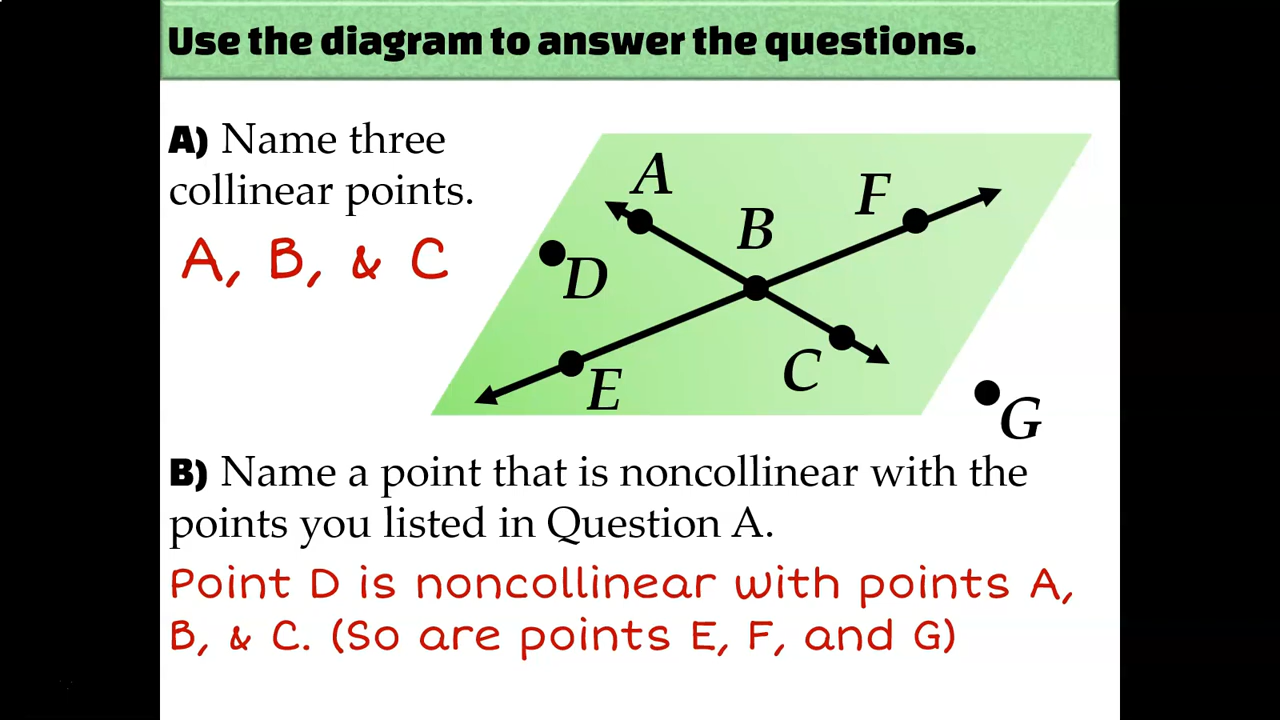 Use the diagram to answer the questions.
A) Name three
collinear points.
A, B, & C
A
B
F
D
E
C
G
B) Name a point that is noncollinear with the
points you listed in Question A.
Point D is noncollinear with points A,
B, & C. (So are points E, F, and G)